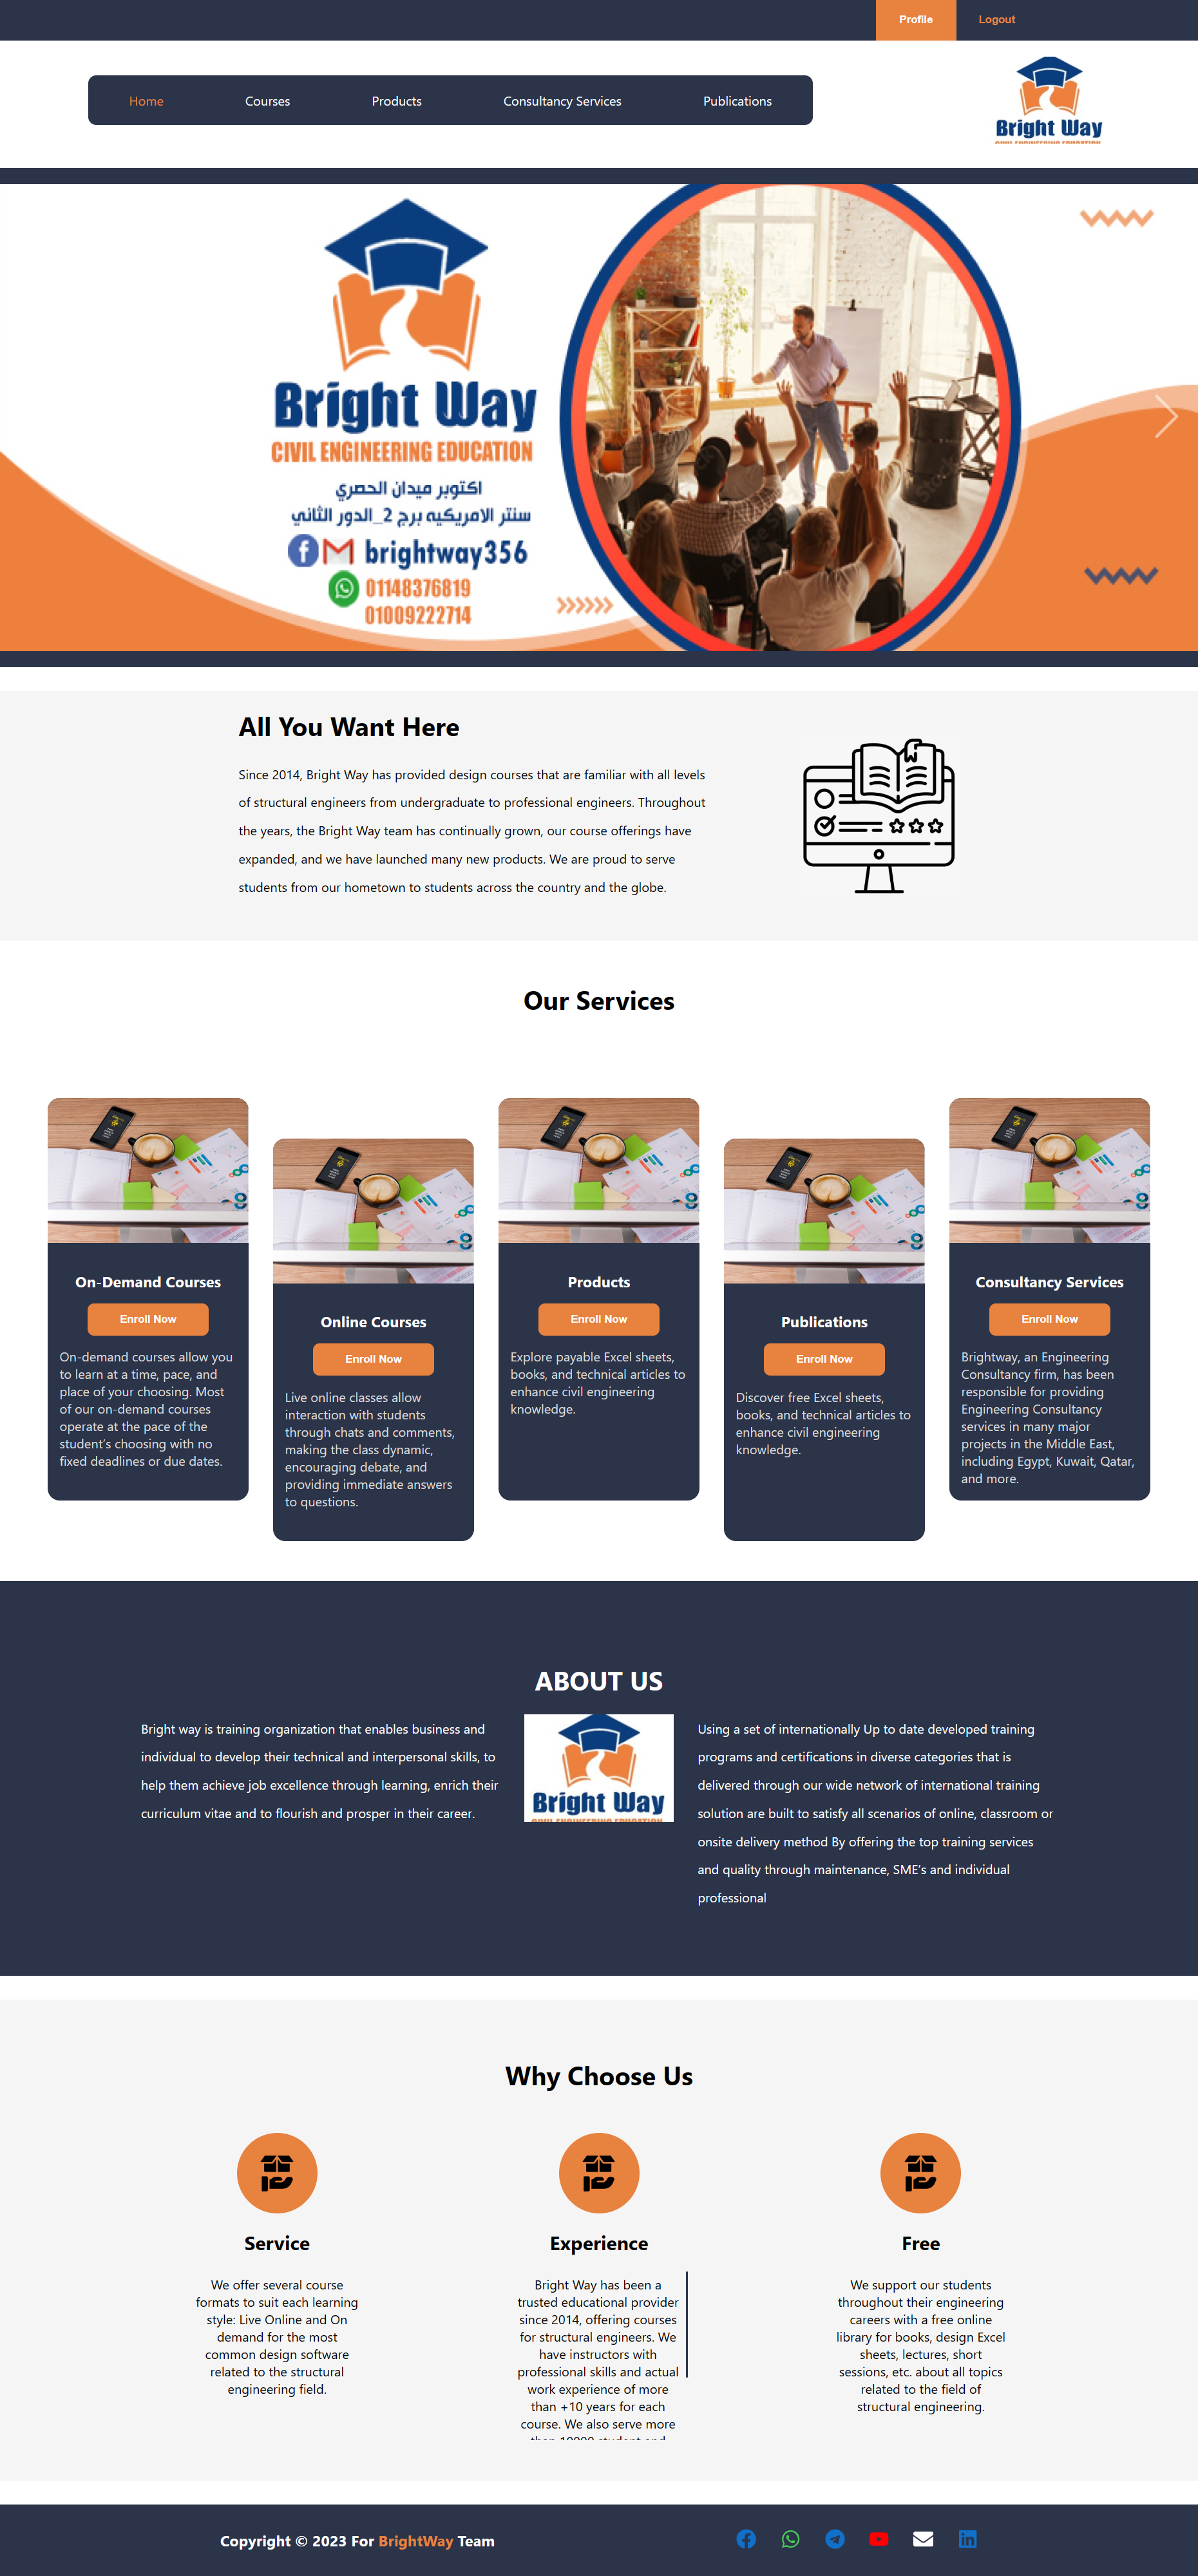 Profile
Logout
Home
Courses
Products
Consultancy Services
Publications
Bright Way
Bright Way
CIVIL ENGINEERING EDUCATION
اكتوبر ميدان الحصري
سنتر الامريكيه برج 2_الدور الثاني
brightway356
01148376819
01009222714
All You Want Here
Since 2014, Bright Way has provided design courses that are familiar with all levels
of structural engineers from undergraduate to professional engineers. Throughout
the years, the Bright Way team has continually grown, our course offerings have
expanded, and we have launched many new products. We are proud to serve
students from our hometown to students across the country and the globe.
Our Services
On-Demand Courses
Enroll Now
On-demand courses allow you
to learn at a time, pace, and
place of your choosing. Most
of our on-demand courses
operate at the pace of the
student's choosing with no
fixed deadlines or due dates.
Online Courses
Enroll Now
Live online classes allow
interaction with students
through chats and comments,
making the class dynamic,
encouraging debate, and
providing immediate answers
to questions.
Products
Enroll Now
Explore payable Excel sheets,
books, and technical articles to
enhance civil engineering
knowledge.
Publications
Enroll Now
Discover free Excel sheets,
books, and technical articles to
enhance civil engineering
knowledge.
Consultancy Services
Enroll Now
Brightway, an Engineering
Consultancy firm, has been
responsible for providing
Engineering Consultancy
services in many major
projects in the Middle East,
including Egypt, Kuwait, Qatar,
and more.
ABOUT US
Bright way is training organization that enables business and
individual to develop their technical and interpersonal skills, to
help them achieve job excellence through learning, enrich their
curriculum vitae and to flourish and prosper in their career.
Bright Way
Using a set of internationally Up to date developed training
programs and certifications in diverse categories that is
delivered through our wide network of international training
solution are built to satisfy all scenarios of online, classroom or
onsite delivery method By offering the top training services
and quality through maintenance, SME's and individual
professional
Why Choose Us
Service
We offer several course
formats to suit each learning
style: Live Online and On
demand for the most
common design software
related to the structural
engineering field.
Experience
Bright Way has been a
trusted educational provider
since 2014, offering courses
for structural engineers. We
have instructors with
professional skills and actual
work experience of more
than +10 years for each
course. We also serve more
Free
We support our students
throughout their engineering
careers with a free online
library for books, design Excel
sheets, lectures, short
sessions, etc. about all topics
related to the field of
structural engineering.
Copyright © 2023 For BrightWay Team